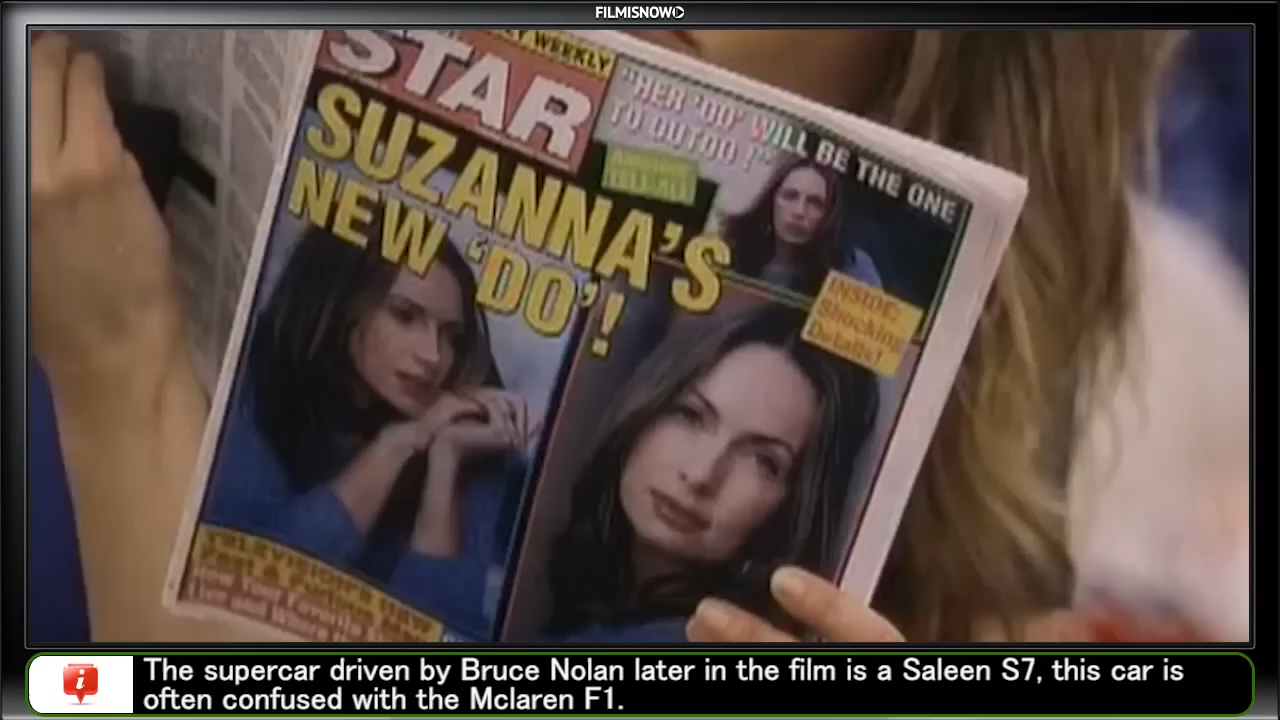 FILMISNOW
WEEKLY
STAR
SUZANNA'S
NEW 'DO'!
"HER 'DO' WILL BE THE ONE
TO OUTDO !"
INSIDE:
Shocking
Details!
The supercar driven by Bruce Nolan later in the film is a Saleen S7, this car is
often confused with the Mclaren F1.